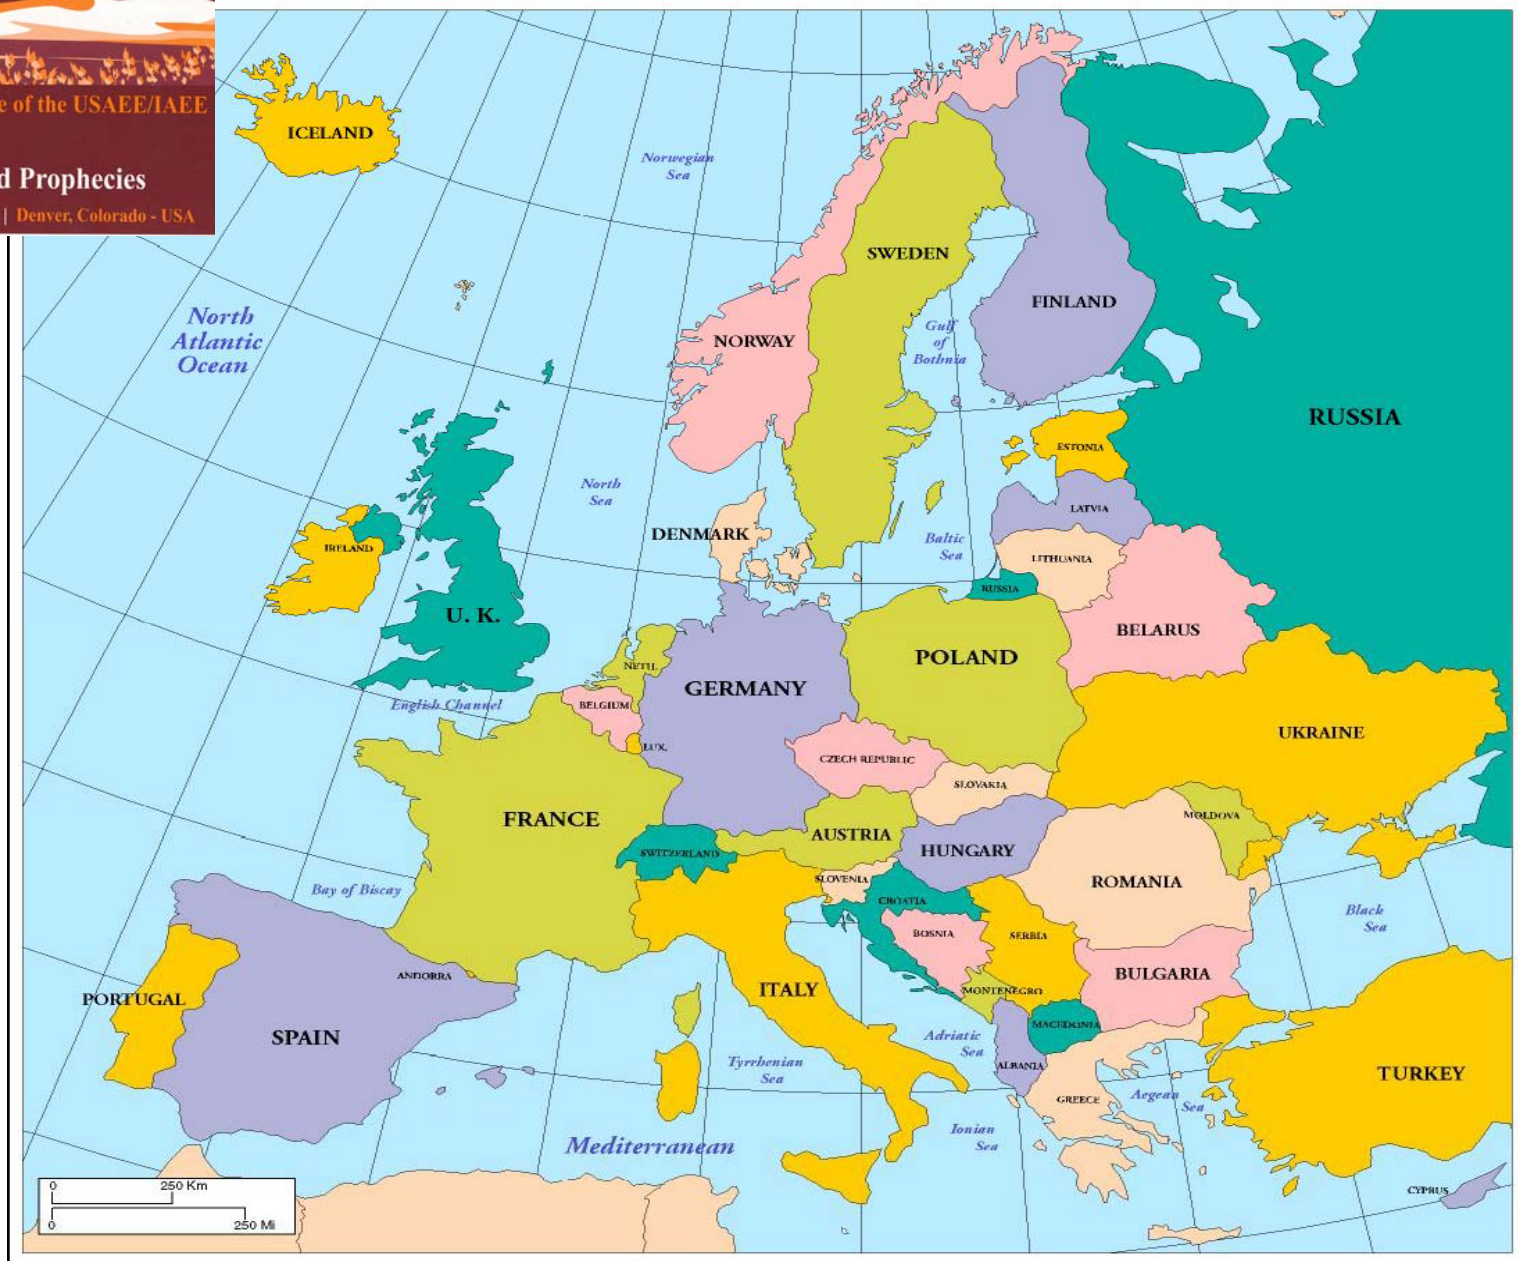 e of the USAEE/IAEE
d Prophecies
| Denver, Colorado - USA
ICELAND
Norwegian
Sea
SWEDEN
FINLAND
North
Atlantic
Ocean
NORWAY
Gulf
of
Bothnia
RUSSIA
ESTONIA
North
Sea
LATVIA
DENMARK
Baltic
Sea
IRELAND
LITHUANIA
RUSSIA
U. K.
BELARUS
POLAND
NETH.
GERMANY
English Channel
BELGIUM
UKRAINE
LUX.
CZECH REPUBLIC
SLOVAKIA
FRANCE
MOLDOVA
AUSTRIA
SWITZERLAND
HUNGARY
SLOVENIA
ROMANIA
Bay of Biscay
CROATIA
Black
Sea
BOSNIA
SERBIA
ANDORRA
BULGARIA
PORTUGAL
ITALY
MONTENEGRO
SPAIN
MACEDONIA
Adriatic
Sea
Tyrrhenian
Sea
ALBANIA
TURKEY
GREECE
Aegean
Sea
Ionian
Sea
Mediterranean
0 250 Km
0 250 Mi
CYPRUS